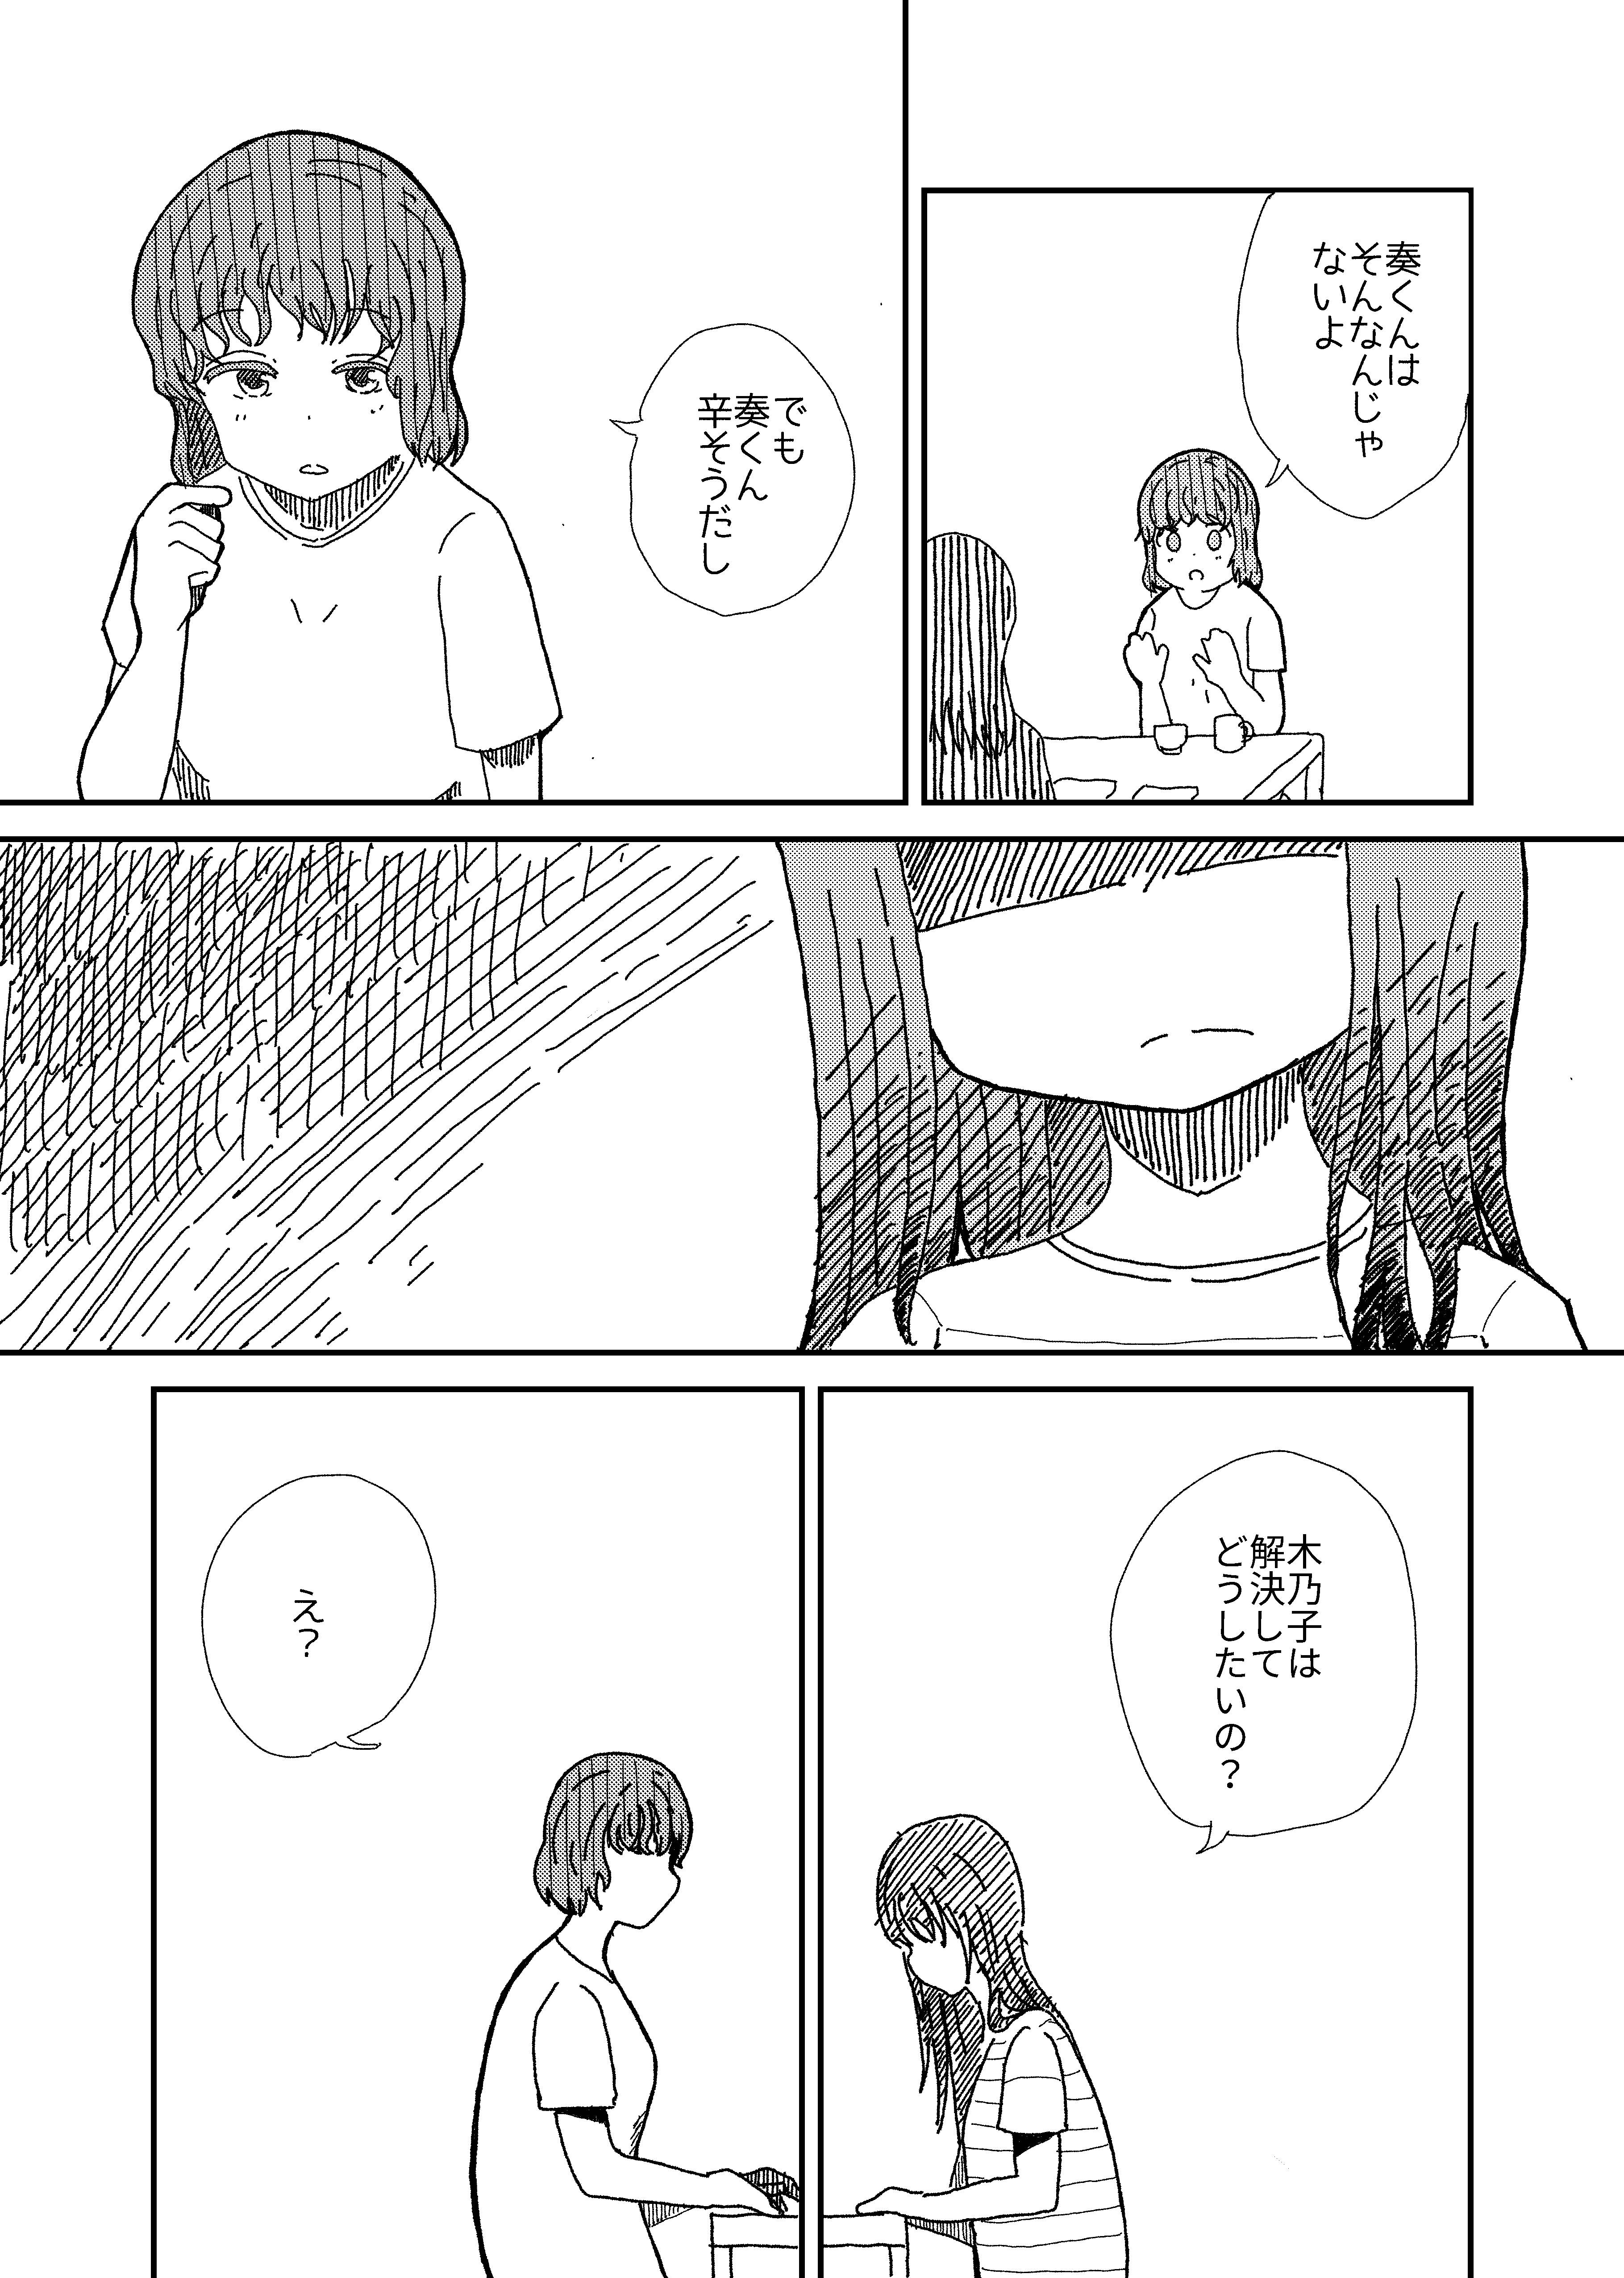 奏くんは
そんなんじゃ
ないよ
でも
奏くん
辛そうだし
木乃子は
解決して
どうしたいの？
え？